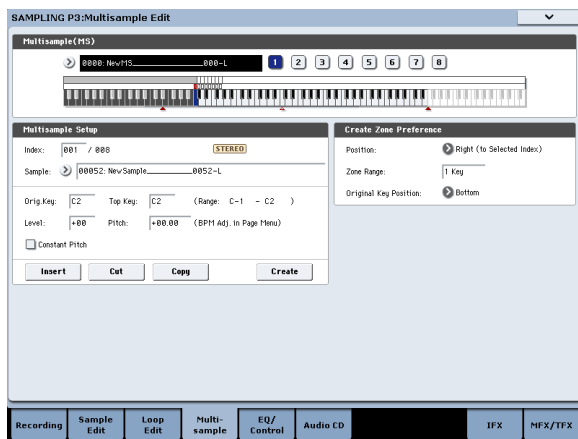 SAMPLING P3:Multisample Edit
Multisample(MS)
0000: NewMS_______________000-L
1 2 3 4 5 6 7 8
Multisample Setup
Index: 001 / 008 STEREO
Sample: 00052: NewSample__________0052-L
Orig.Key: C2 Top Key: C2 (Range: C-1 - C2 )
Level: +00 Pitch: +00.00 (BPM Adj. in Page Menu)
Constant Pitch
Insert Cut Copy Create
Create Zone Preference
Position: Right (to Selected Index)
Zone Range: 1 Key
Original Key Position: Bottom
Recording Sample Edit Loop Edit Multi-sample EQ/Control Audio CD IFX MFX/TFX